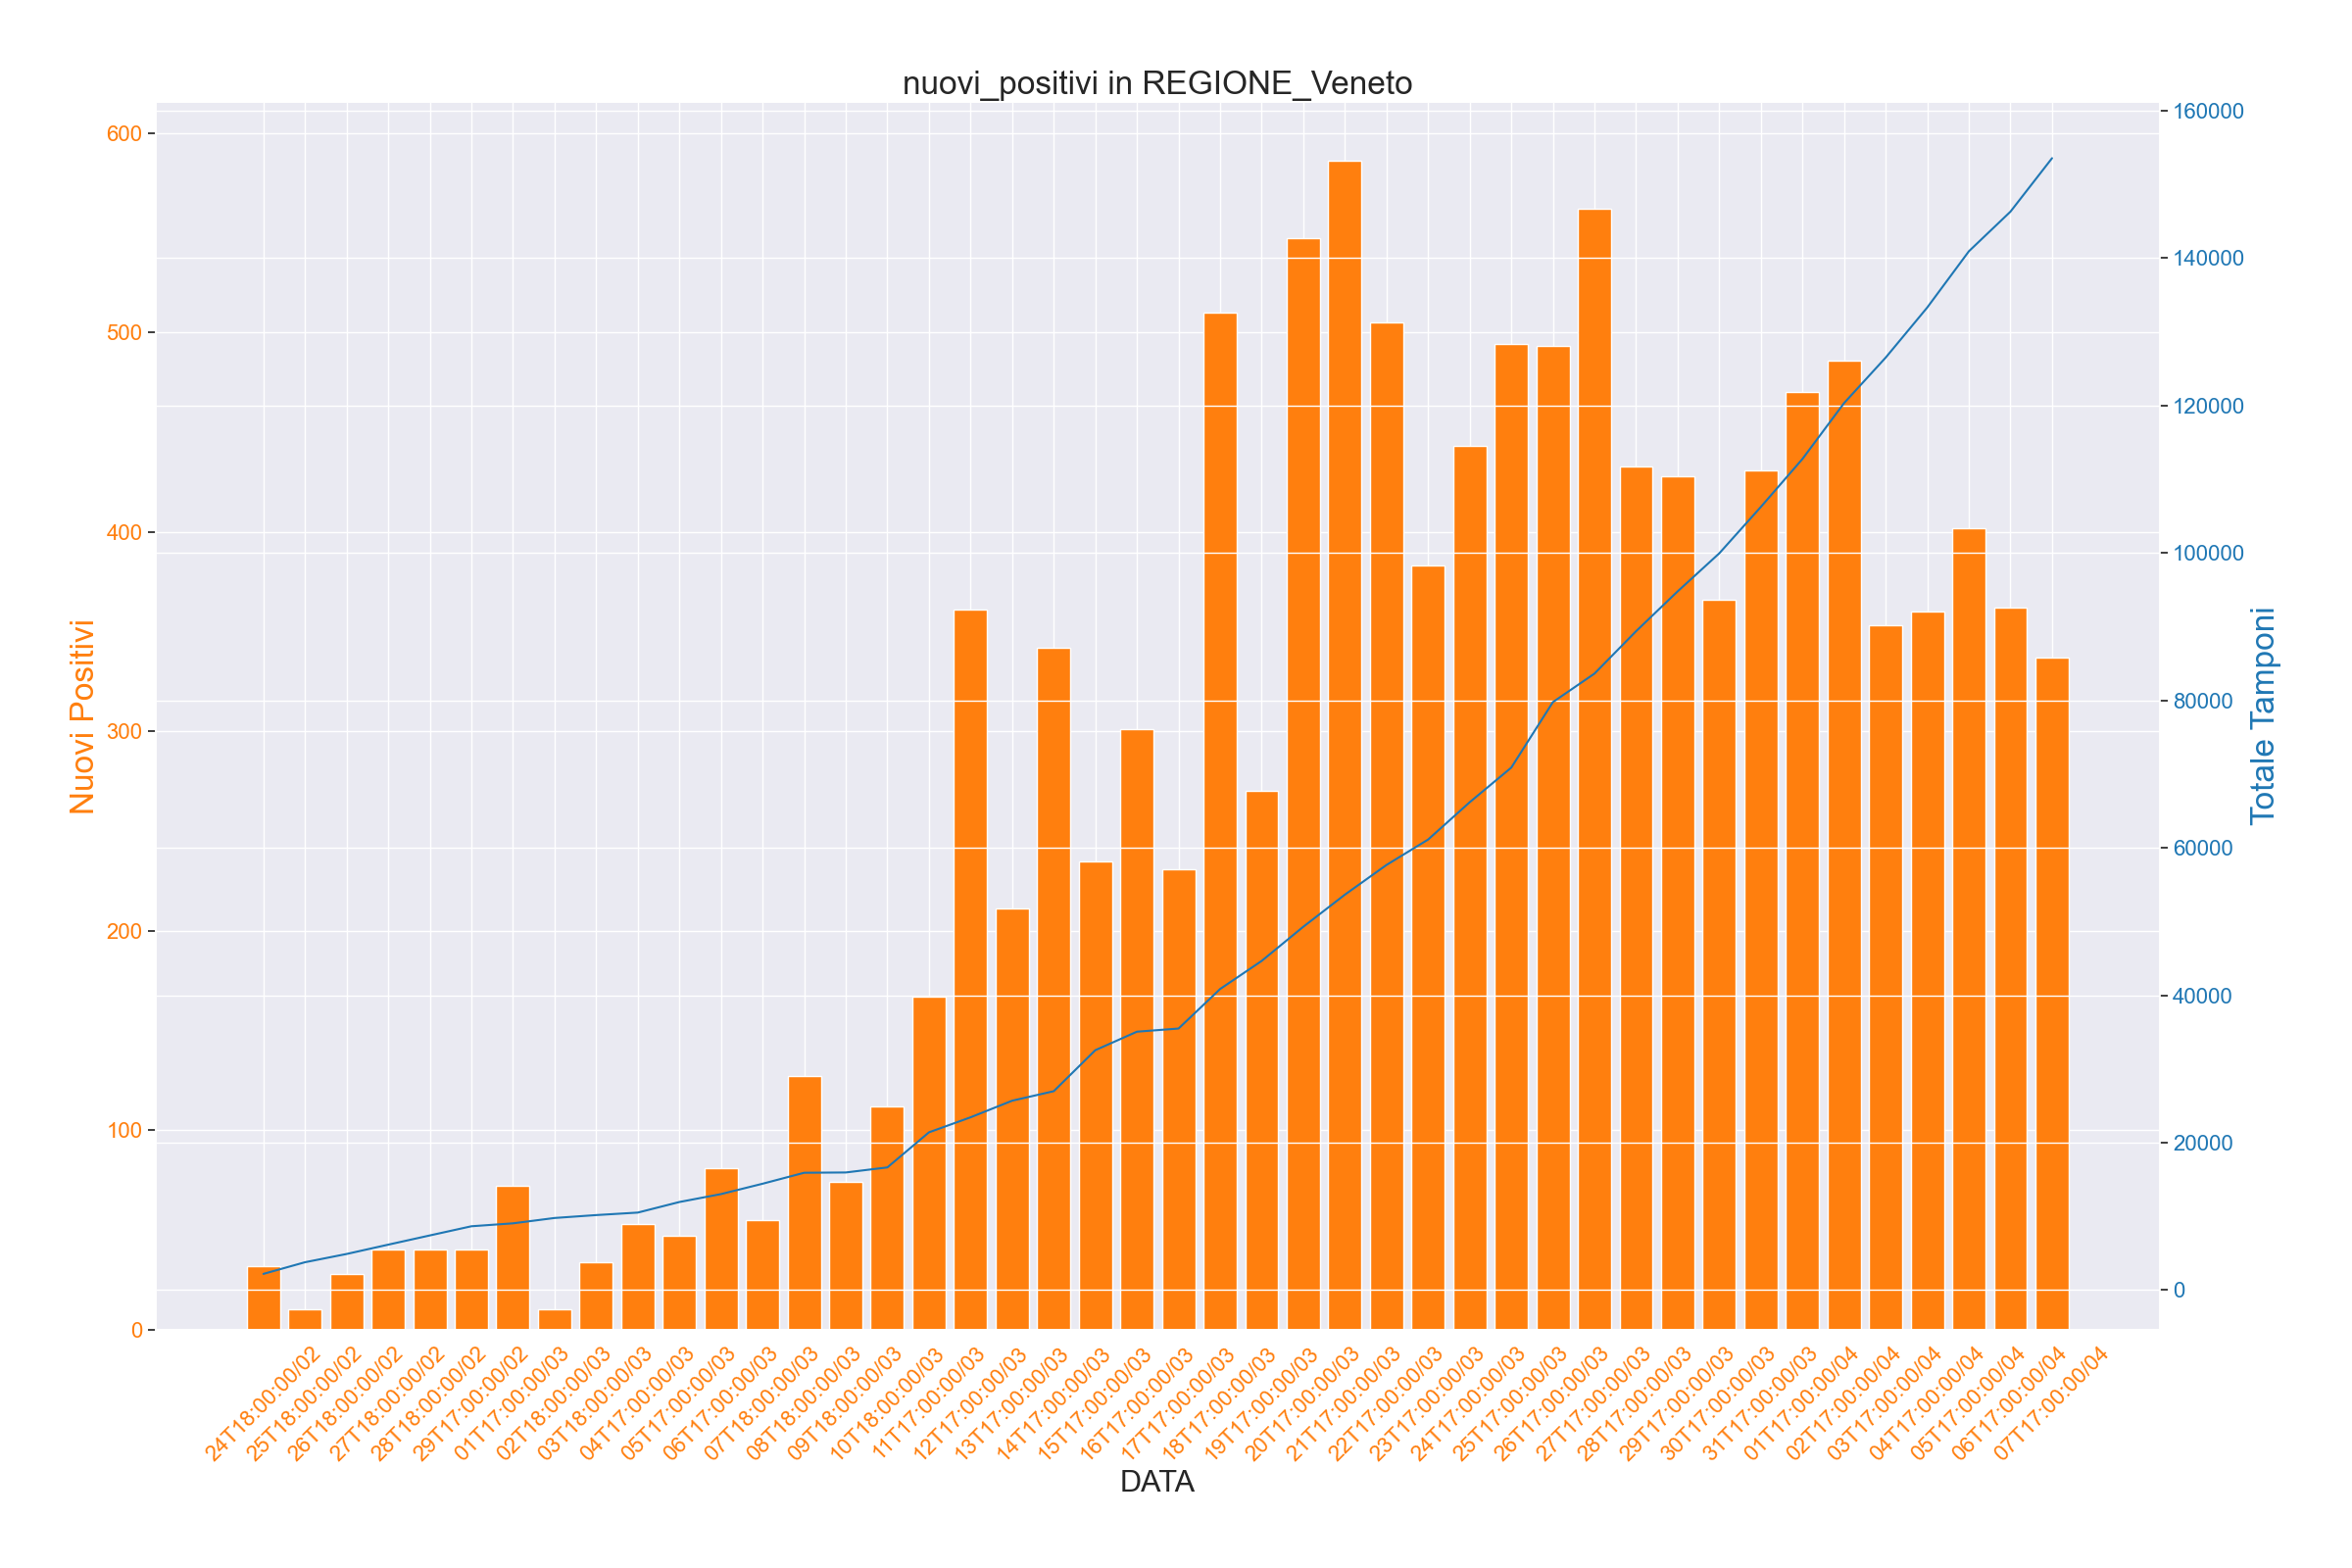 nuovi_positivi in REGIONE_Veneto
600
500
400
300
200
100
0
Nuovi Positivi
160000
140000
120000
100000
80000
60000
40000
20000
0
Totale Tamponi
24T18:00:00/02
25T18:00:00/02
26T18:00:00/02
27T18:00:00/02
28T18:00:00/02
29T17:00:00/02
01T17:00:00/03
02T18:00:00/03
03T18:00:00/03
04T17:00:00/03
05T17:00:00/03
06T17:00:00/03
07T18:00:00/03
08T18:00:00/03
09T18:00:00/03
10T18:00:00/03
11T17:00:00/03
12T17:00:00/03
13T17:00:00/03
14T17:00:00/03
15T17:00:00/03
16T17:00:00/03
17T17:00:00/03
18T17:00:00/03
19T17:00:00/03
20T17:00:00/03
21T17:00:00/03
22T17:00:00/03
23T17:00:00/03
24T17:00:00/03
25T17:00:00/03
26T17:00:00/03
27T17:00:00/03
28T17:00:00/03
29T17:00:00/03
30T17:00:00/03
31T17:00:00/03
01T17:00:00/04
02T17:00:00/04
03T17:00:00/04
04T17:00:00/04
05T17:00:00/04
06T17:00:00/04
07T17:00:00/04
DATA